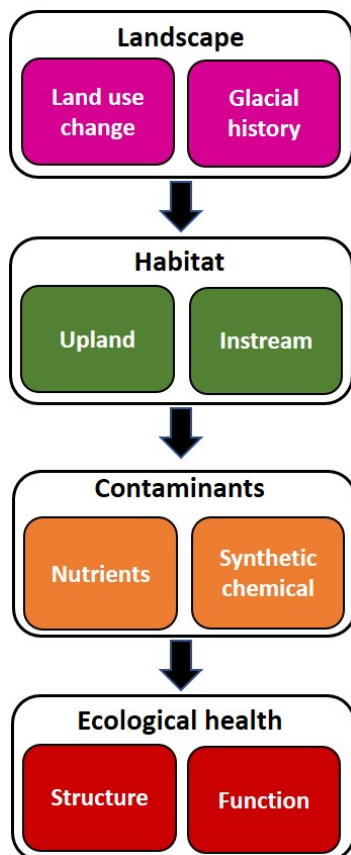 Landscape
Land use
change
Glacial
history
Habitat
Upland
Instream
Contaminants
Nutrients
Synthetic
chemical
Ecological health
Structure
Function